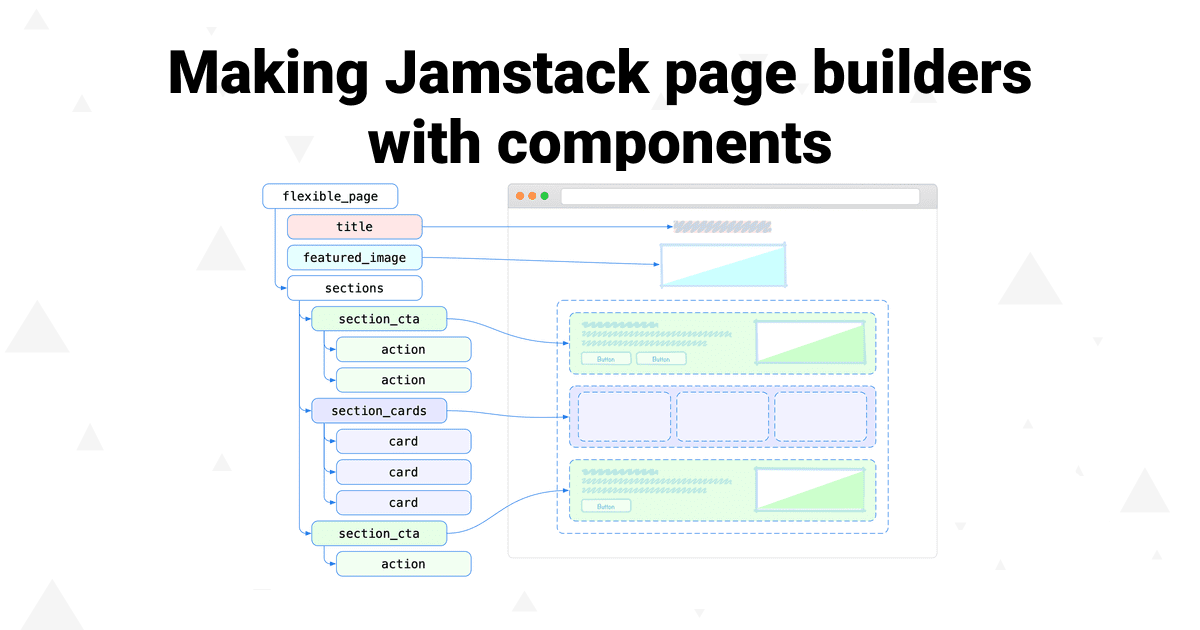 Making Jamstack page builders
with components
flexible_page
title
featured_image
sections
section_cta
action
action
section_cards
card
card
card
section_cta
action
Button
Button
Button